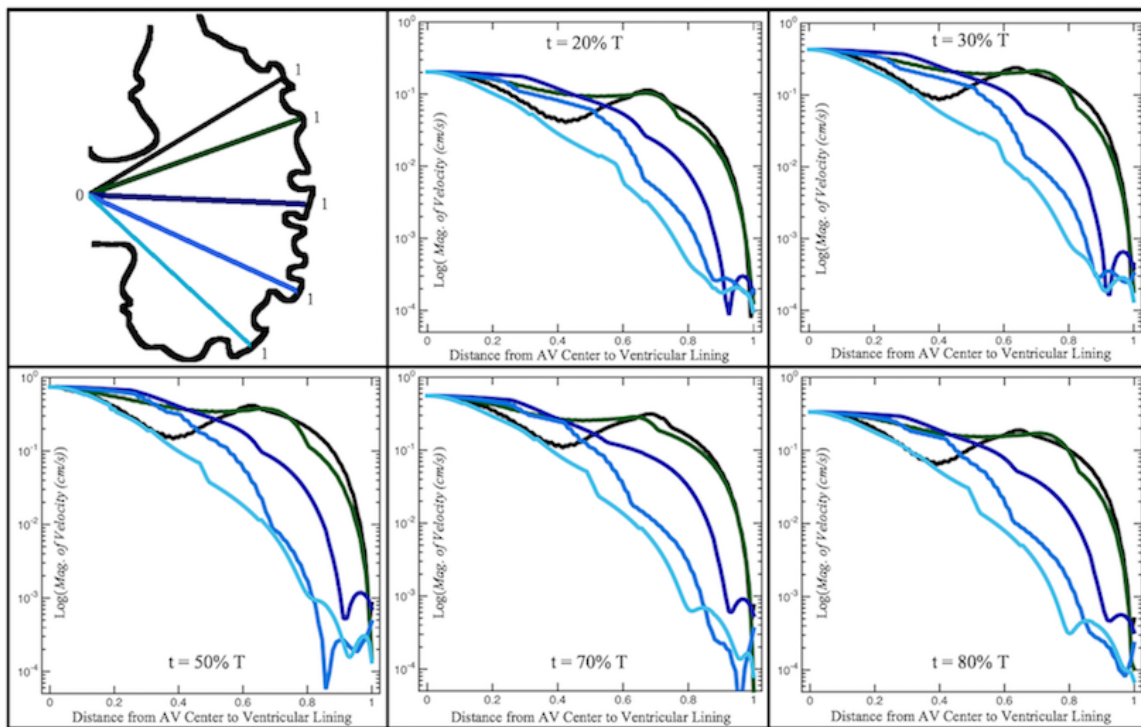 1
1
0
1
1
1
t = 20% T
10^0
10^-1
10^-2
10^-3
10^-4
Log( Mag. of Velocity (cm/s))
0 0.2 0.4 0.6 0.8 1
Distance from AV Center to Ventricular Lining
t = 30% T
10^0
10^-1
10^-2
10^-3
10^-4
Log(Mag. of Velocity (cm/s))
0 0.2 0.4 0.6 0.8 1
Distance from AV Center to Ventricular Lining
10^0
10^-1
10^-2
10^-3
10^-4
Log(Mag. of Velocity (cm/s))
t = 50% T
0 0.2 0.4 0.6 0.8 1
Distance from AV Center to Ventricular Lining
10^0
10^-1
10^-2
10^-3
10^-4
Log(Mag. of Velocity (cm/s))
t = 70% T
0 0.2 0.4 0.6 0.8 1
Distance from AV Center to Ventricular Lining
10^0
10^-1
10^-2
10^-3
10^-4
Log(Mag. of Velocity (cm/s))
t = 80% T
0 0.2 0.4 0.6 0.8 1
Distance from AV Center to Ventricular Lining